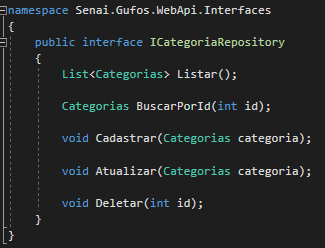 namespace Senai.Gufos.WebApi.Interfaces
{
public interface ICategoriaRepository
{
List<Categorias> Listar();
Categorias BuscarPorId(int id);
void Cadastrar(Categorias categoria);
void Atualizar(Categorias categoria);
void Deletar(int id);
}
}